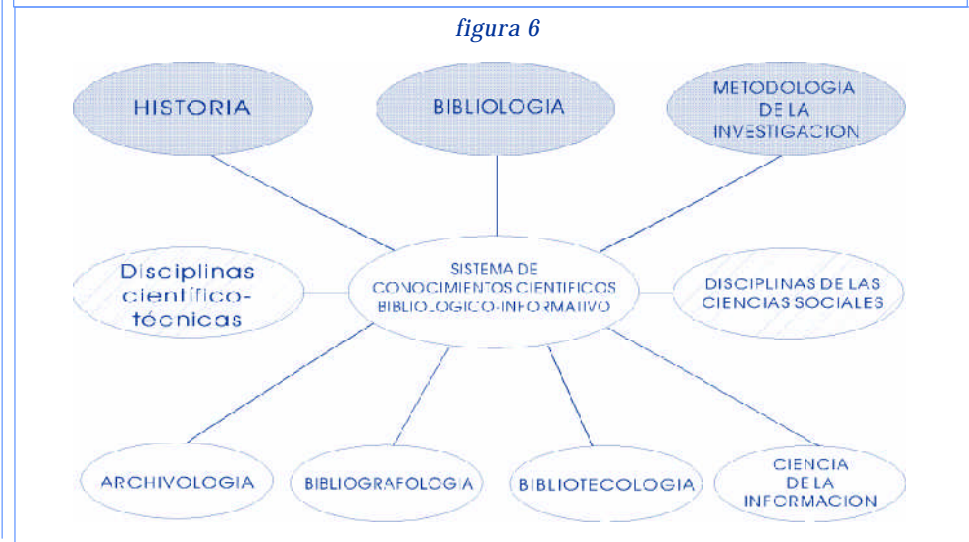 figura 6
HISTORIA
BIBLIOLOGIA
METODOLOGIA
DE LA
INVESTIGACION
Disciplinas
científico-
técnicas
SISTEMA DE
CONOCIMIENTOS CIENTIFICOS
BIBLIOLOGICO-INFORMATIVO
DISCIPLINAS DE LAS
CIENCIAS SOCIALES
ARCHIVOLOGIA
BIBLIOGRAFOLOGIA
BIBLIOTECOLOGIA
CIENCIA
DE LA
INFORMACION